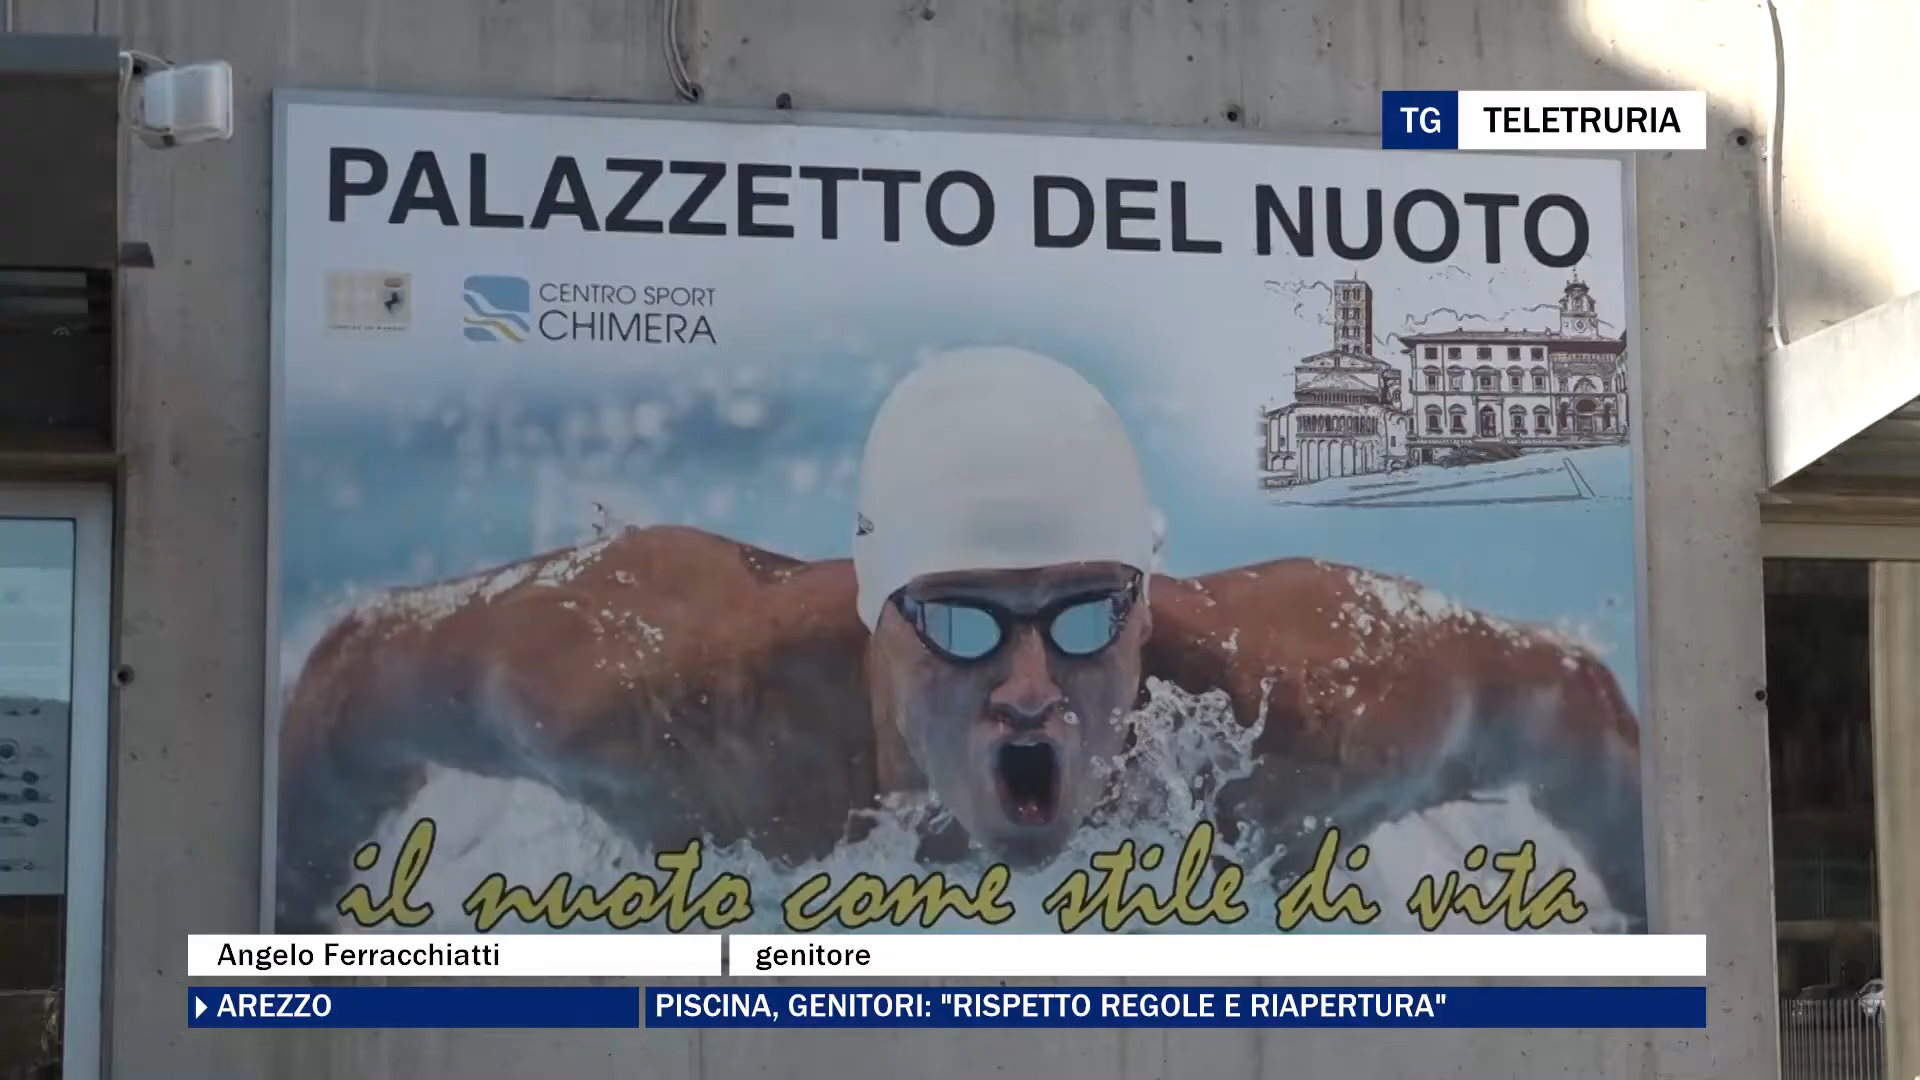 TG TELETRURIA
PALAZZETTO DEL NUOTO
CENTRO SPORT
CHIMERA
il nuoto come stile di vita
Angelo Ferracchiatti genitore
AREZZO PISCINA, GENITORI: "RISPETTO REGOLE E RIAPERTURA"